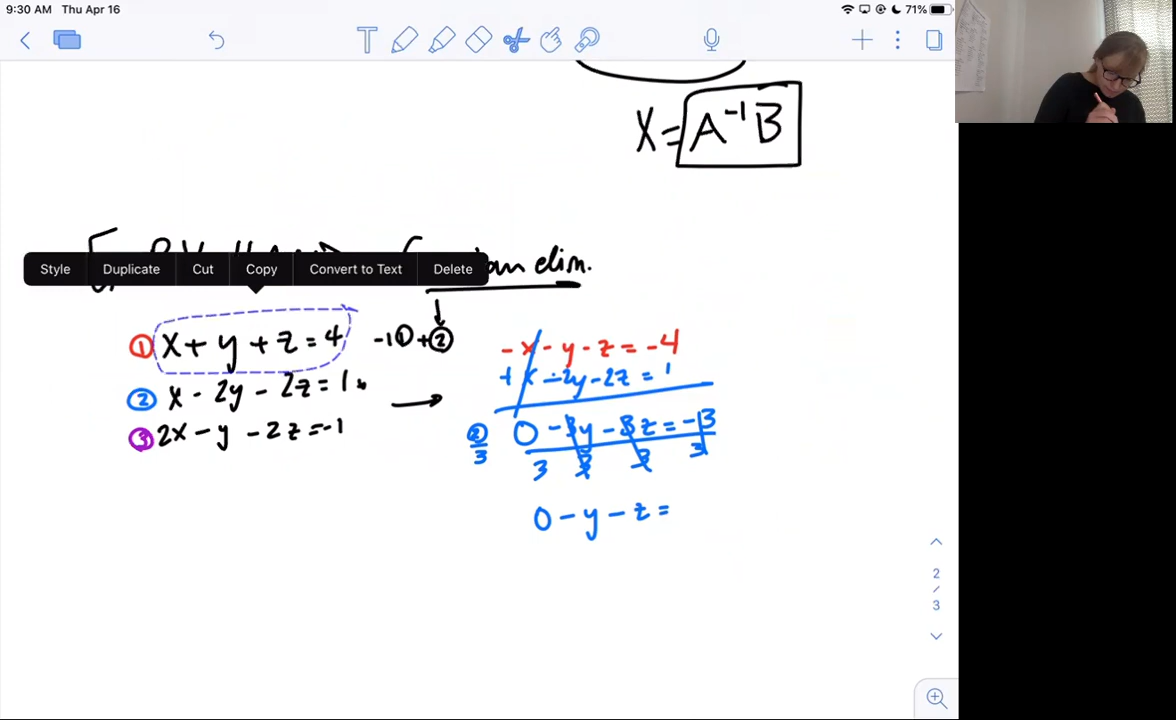 9:30 AM Thu Apr 16
71%
X = A⁻¹B
elim.
Style Duplicate Cut Copy Convert to Text Delete
① x + y + z = 4 -1① + ②
② x - 2y - 2z = 1
③ 2x - y - 2z = -1
- x - y - z = -4
+ x - 2y - 2z = 1
②/3 0 - 3y - 3z = -13
3 3 3 3
0 - y - z =
2
/
3